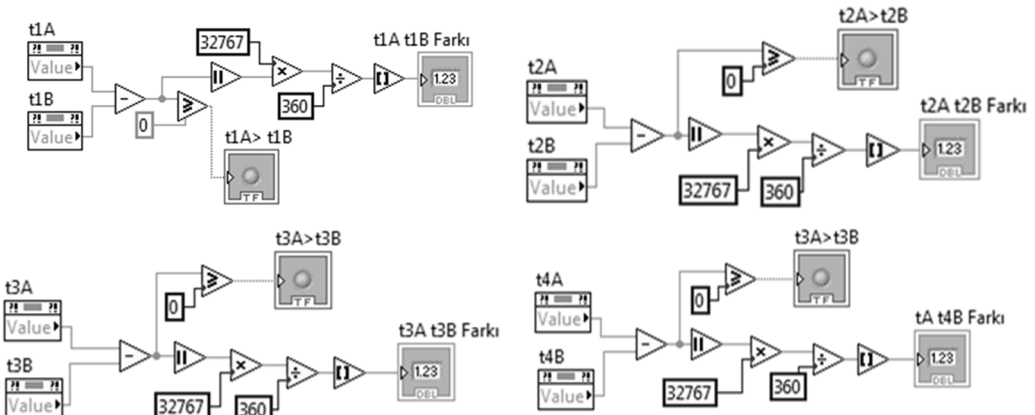 t1A
Value
t1B
Value
0
32767
360
t1A t1B Farkı
1.23
DBL
t1A> t1B
TF
t2A
Value
t2B
Value
0
t2A>t2B
TF
32767
360
t2A t2B Farkı
1.23
DBL
t3A
Value
t3B
Value
0
t3A>t3B
TF
32767
360
t3A t3B Farkı
1.23
DBL
t4A
Value
t4B
Value
0
t3A>t3B
TF
32767
360
tA t4B Farkı
1.23
DBL